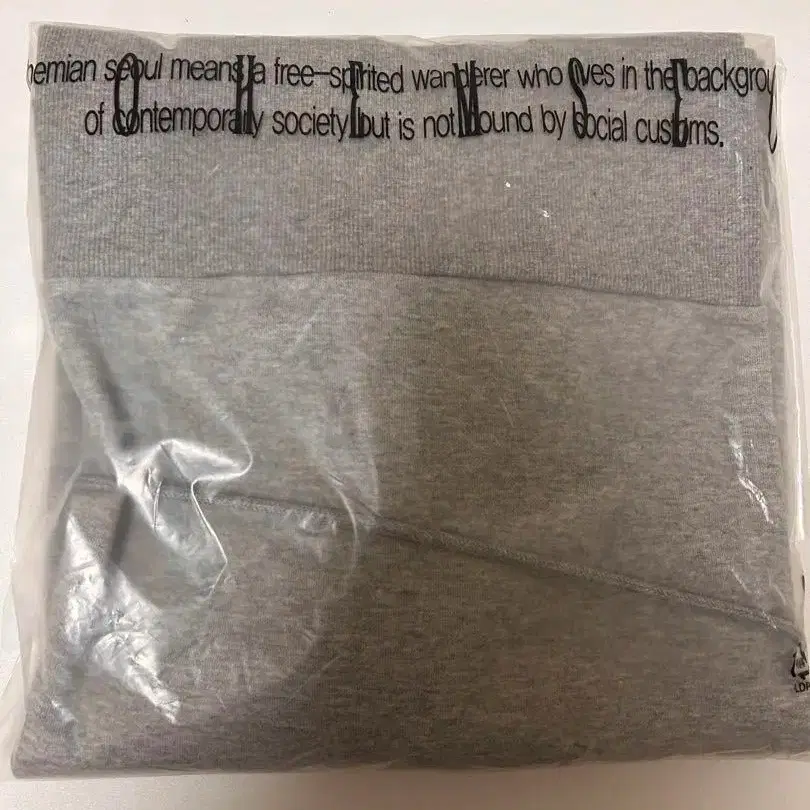 hemian seoul means a free-spirited wanderer who lives in the backgrou
O H E M S E
of contemporary society but is not bound by social customs.